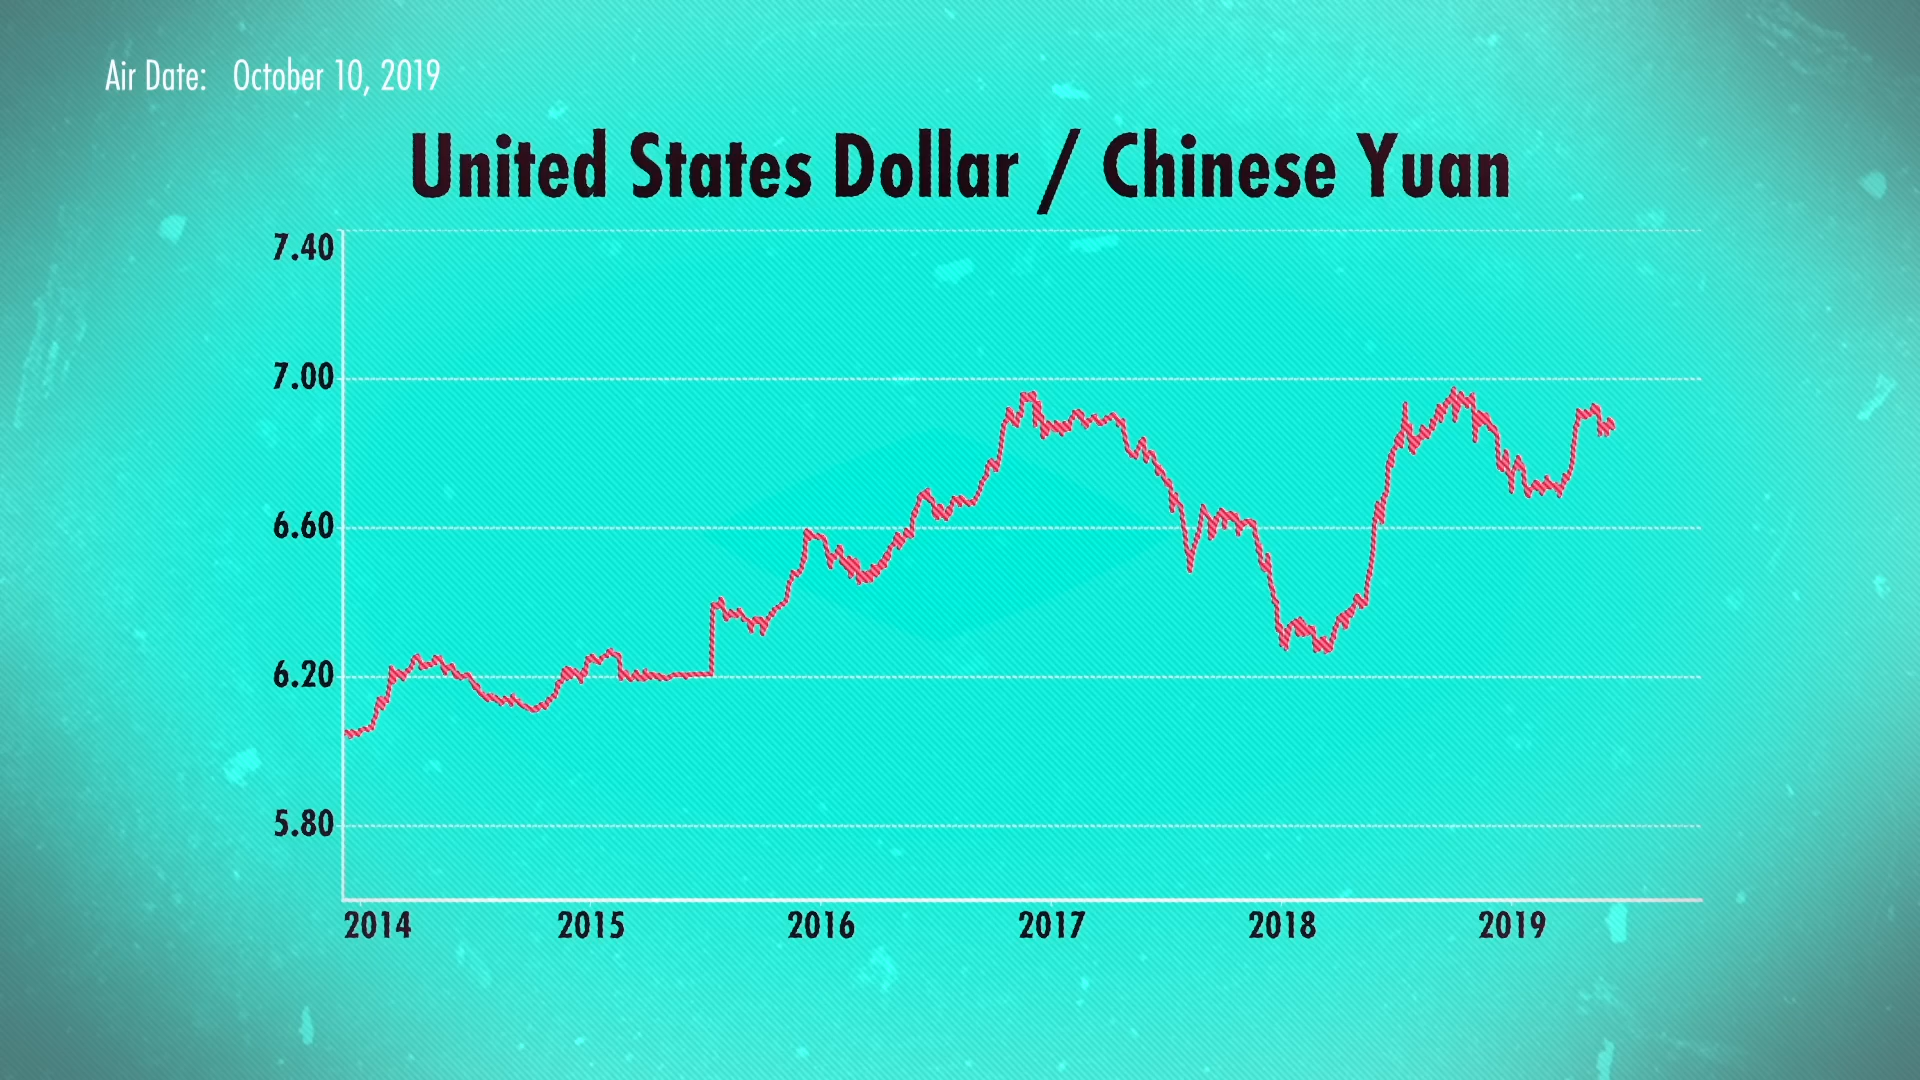 Air Date: October 10, 2019
United States Dollar / Chinese Yuan
7.40
7.00
6.60
6.20
5.80
2014 2015 2016 2017 2018 2019